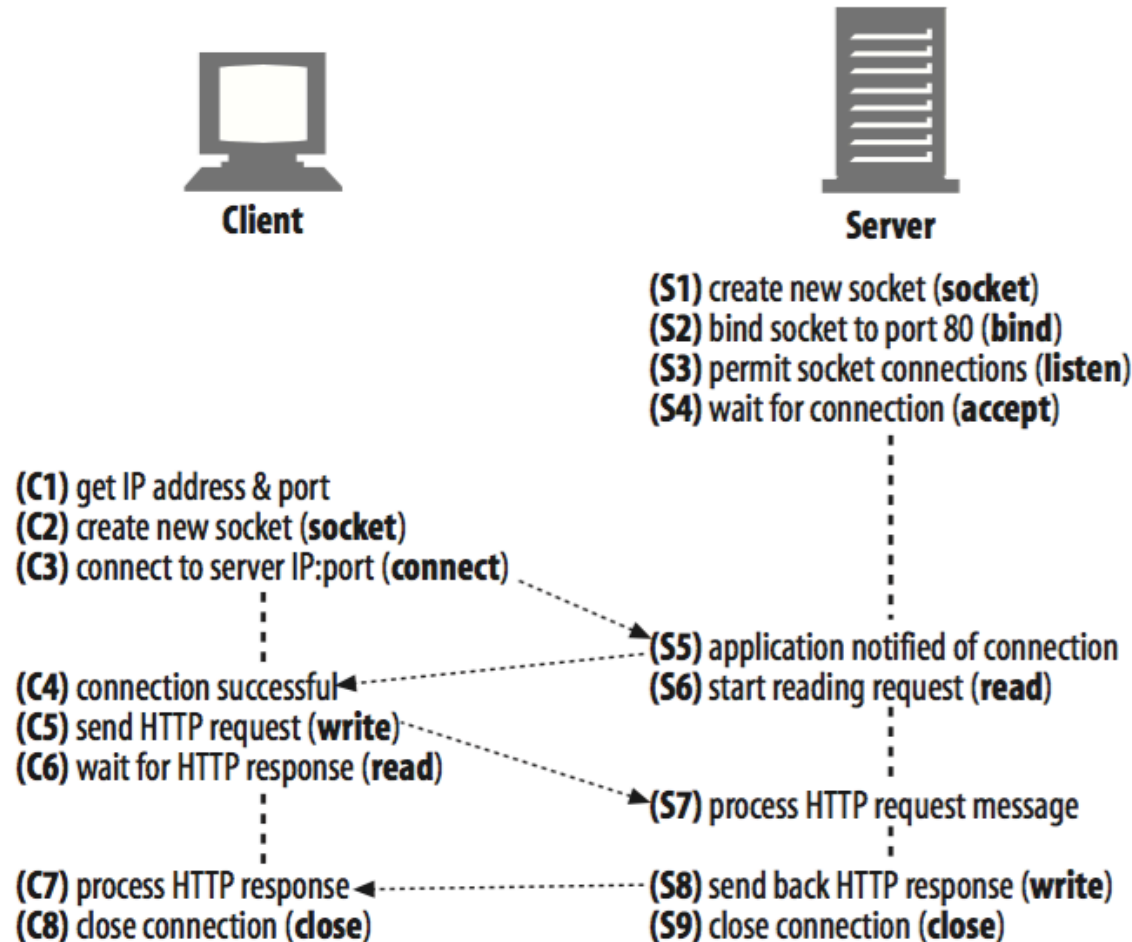 Client
Server
(S1) create new socket (socket)
(S2) bind socket to port 80 (bind)
(S3) permit socket connections (listen)
(S4) wait for connection (accept)
(C1) get IP address & port
(C2) create new socket (socket)
(C3) connect to server IP:port (connect)
(S5) application notified of connection
(C4) connection successful
(S6) start reading request (read)
(C5) send HTTP request (write)
(C6) wait for HTTP response (read)
(S7) process HTTP request message
(C7) process HTTP response
(S8) send back HTTP response (write)
(C8) close connection (close)
(S9) close connection (close)